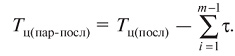 Tц(пар-посл) = Tц(посл) − ∑_{i=1}^{m−1} τ.